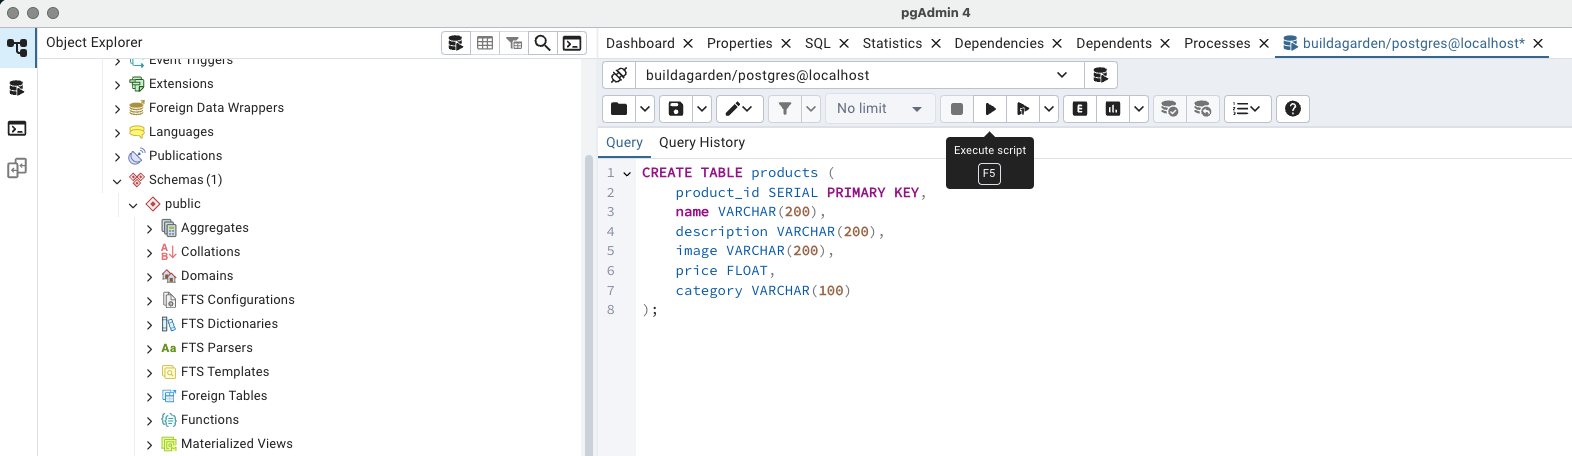 pgAdmin 4
Object Explorer
Event Triggers
Extensions
Foreign Data Wrappers
Languages
Publications
Schemas (1)
public
Aggregates
A
B
Collations
Domains
FTS Configurations
FTS Dictionaries
Aa FTS Parsers
FTS Templates
Foreign Tables
Functions
Materialized Views
Dashboard Properties SQL Statistics Dependencies Dependents Processes buildagarden/postgres@localhost*
buildagarden/postgres@localhost
No limit
E
Execute script
F5
Query Query History
1 CREATE TABLE products (
2 product_id SERIAL PRIMARY KEY,
3 name VARCHAR(200),
4 description VARCHAR(200),
5 image VARCHAR(200),
6 price FLOAT,
7 category VARCHAR(100)
8 );